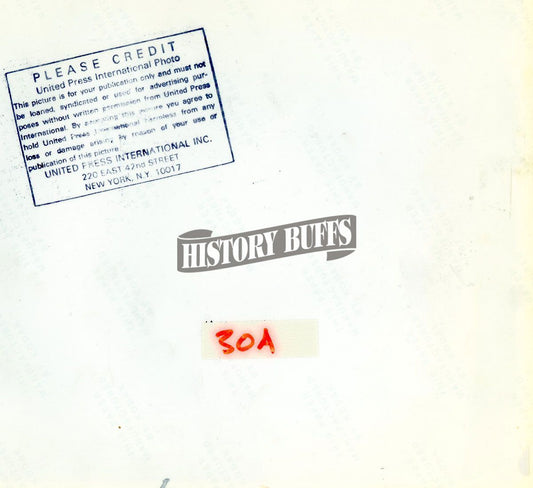 PLEASE CREDIT
United Press International Photo
This picture is for your publication only and must not
be loaned, syndicated or used for advertising pur-
poses without written permission from United Press
International. By accepting this picture you agree to
hold United Press International harmless from any
loss or damage arising by reason of your use or
publication of this picture.
UNITED PRESS INTERNATIONAL INC.
220 EAST 42nd STREET
NEW YORK, N.Y. 10017
HISTORY BUFFS
30A